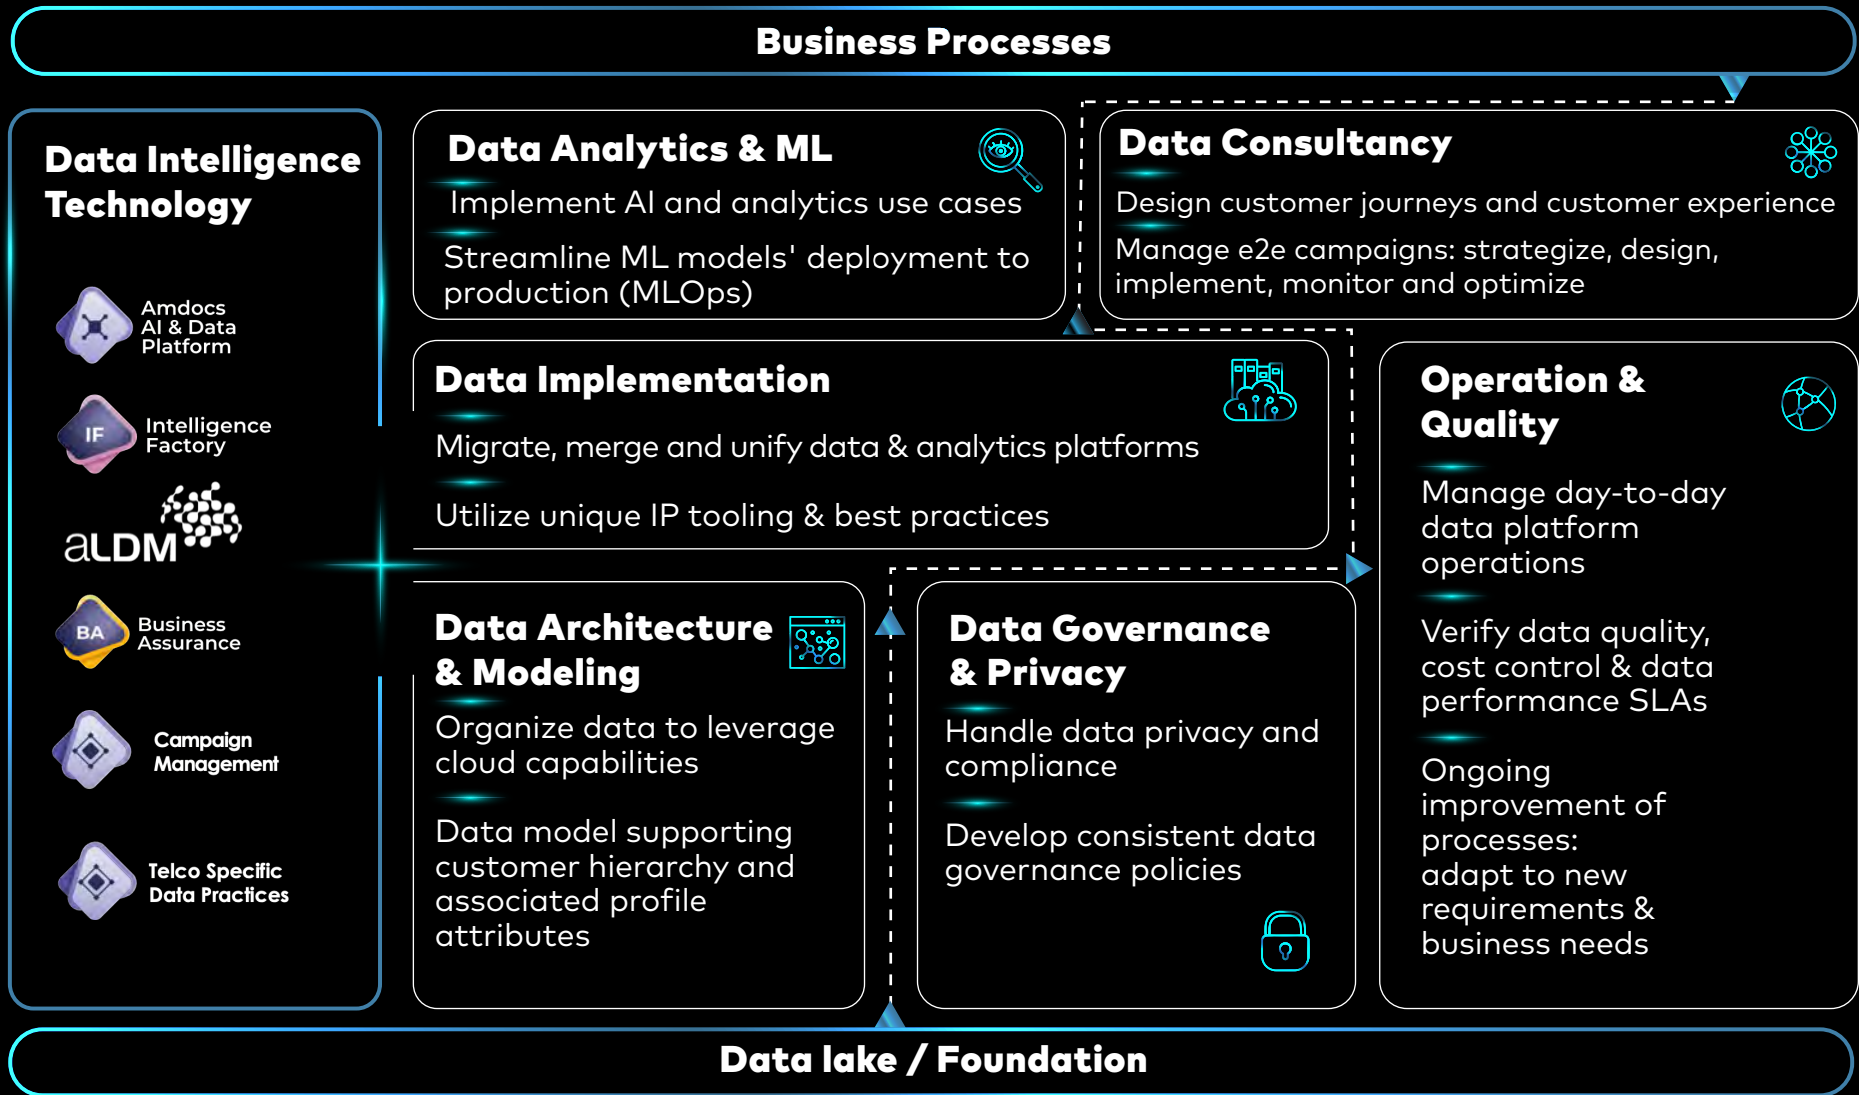 Business Processes
Data Intelligence
Technology
Amdocs
AI & Data
Platform
IF
Intelligence
Factory
aLDM
BA
Business
Assurance
Campaign
Management
Telco Specific
Data Practices
Data Analytics & ML
Implement AI and analytics use cases
Streamline ML models' deployment to
production (MLOps)
Data Consultancy
Design customer journeys and customer experience
Manage e2e campaigns: strategize, design,
implement, monitor and optimize
Data Implementation
Migrate, merge and unify data & analytics platforms
Utilize unique IP tooling & best practices
Operation &
Quality
Manage day-to-day
data platform
operations
Verify data quality,
cost control & data
performance SLAs
Ongoing
improvement of
processes:
adapt to new
requirements &
business needs
Data Architecture
& Modeling
Organize data to leverage
cloud capabilities
Data model supporting
customer hierarchy and
associated profile
attributes
Data Governance
& Privacy
Handle data privacy and
compliance
Develop consistent data
governance policies
Data lake / Foundation